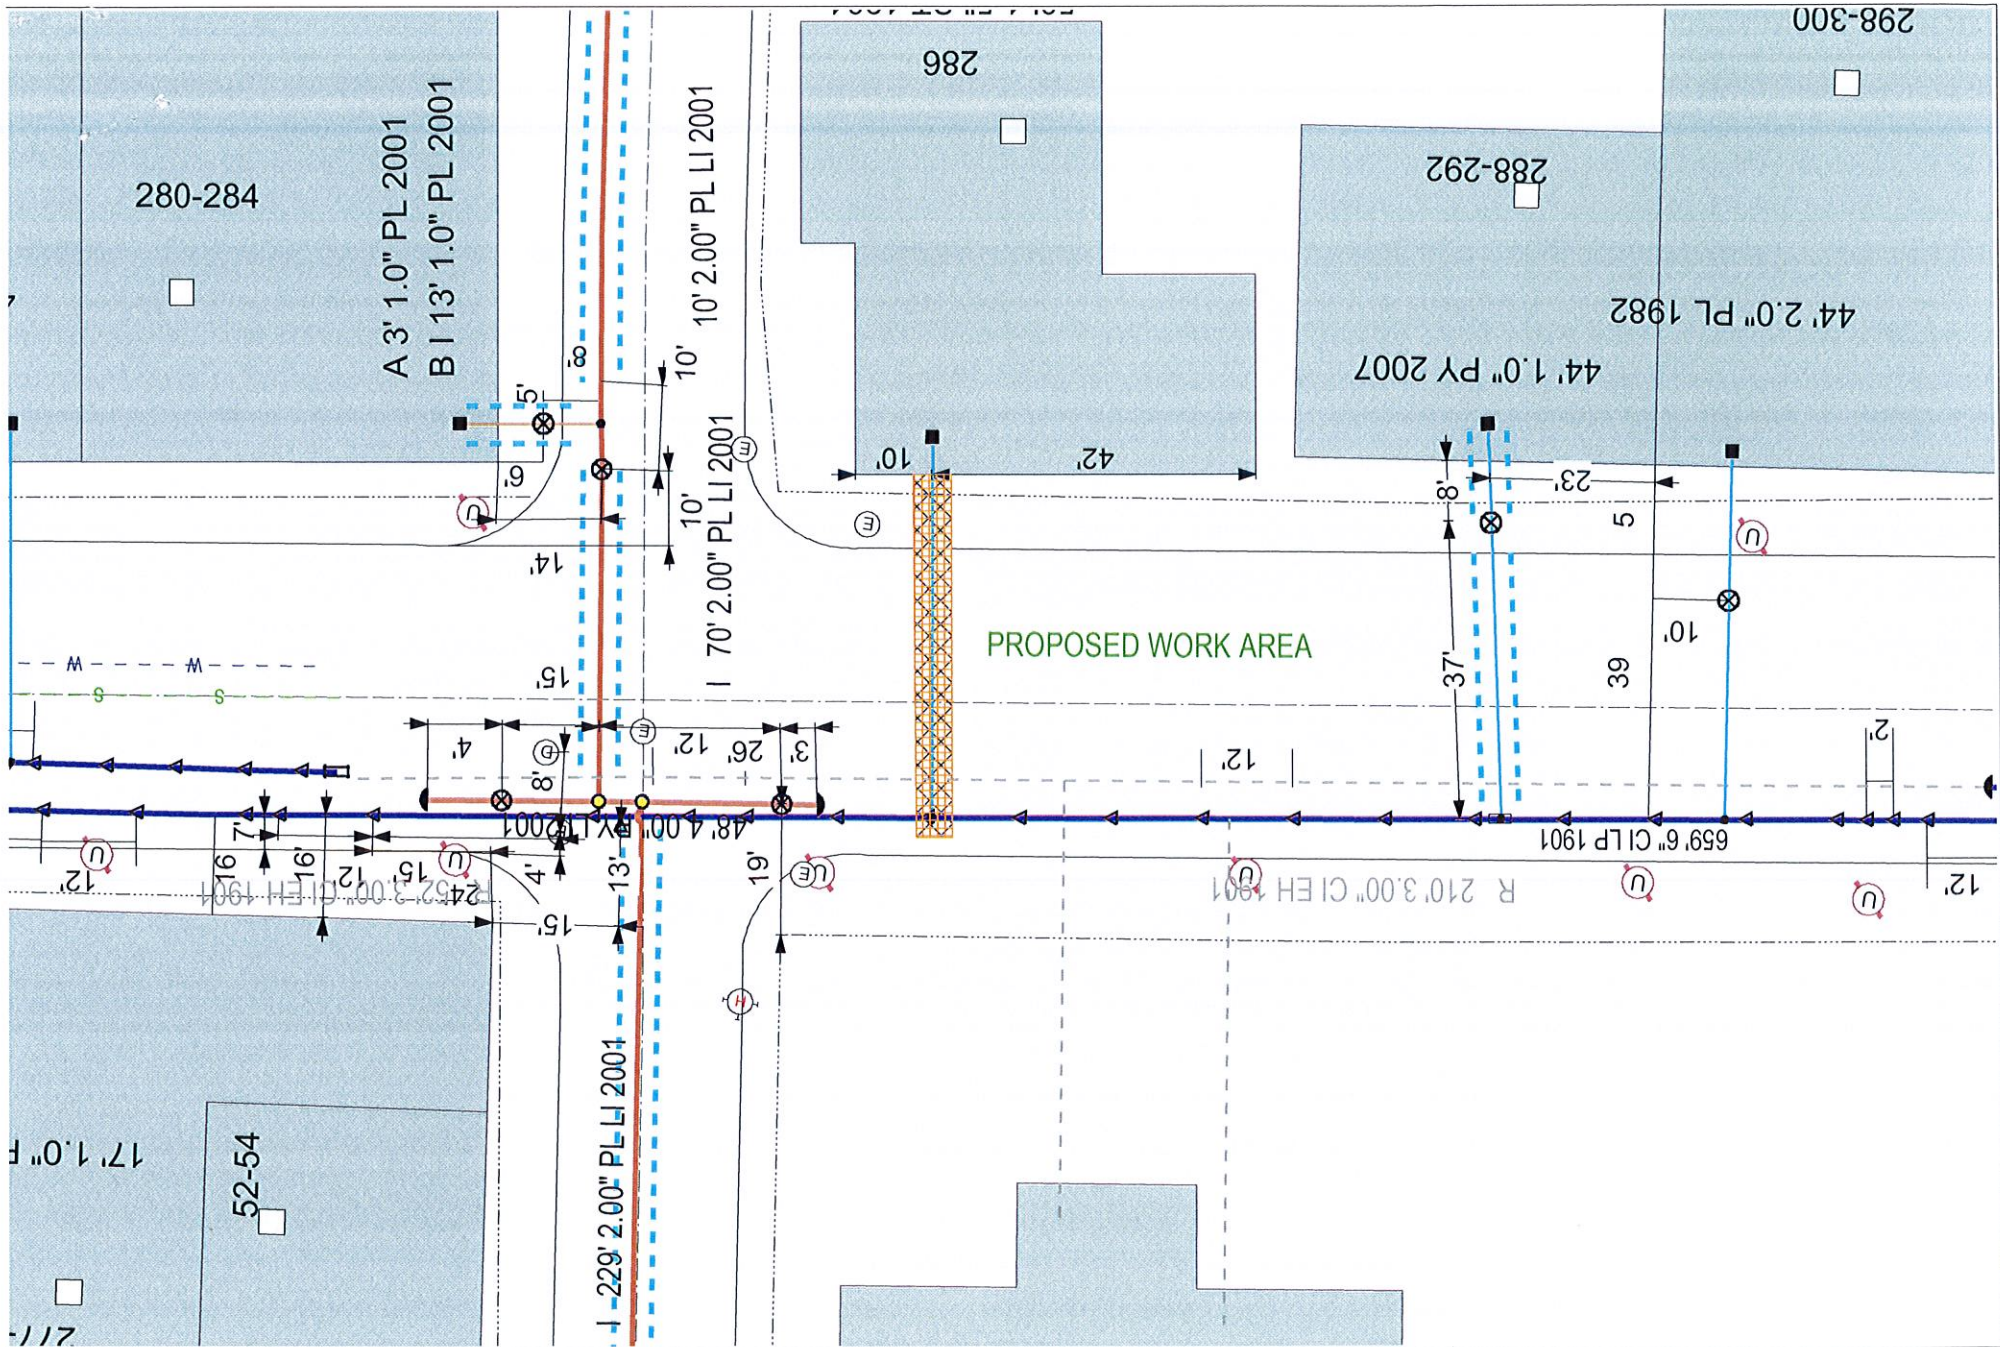 298-300
286
280-284
A 3' 1.0" PL 2001
B I 13' 1.0" PL 2001
10' 2.00" PL LI 2001
288-292
44' 2.0" PL 1982
44' 1.0" PY 2007
8'
10'
5'
6'
10'
42'
8'
23'
5
10'
14'
I 70' 2.00" PL LI 2001
E
E
U
U
PROPOSED WORK AREA
W
W
S
S
15'
37'
39
10'
4'
8'
D
E
12'
26'
3'
12'
2'
48' 4.00"
2001
659' 6" CI LP 1901
7'
16
16'
12'
15'
12'
24'
4'
13'
15'
19'
12'
U
U
E
U
U
U
U
R 52' 3.00" CI EH 1901
R 210' 3.00" CI EH 1901
H
I 229' 2.00" PL LI 2001
17' 1.0"
52-54
277-